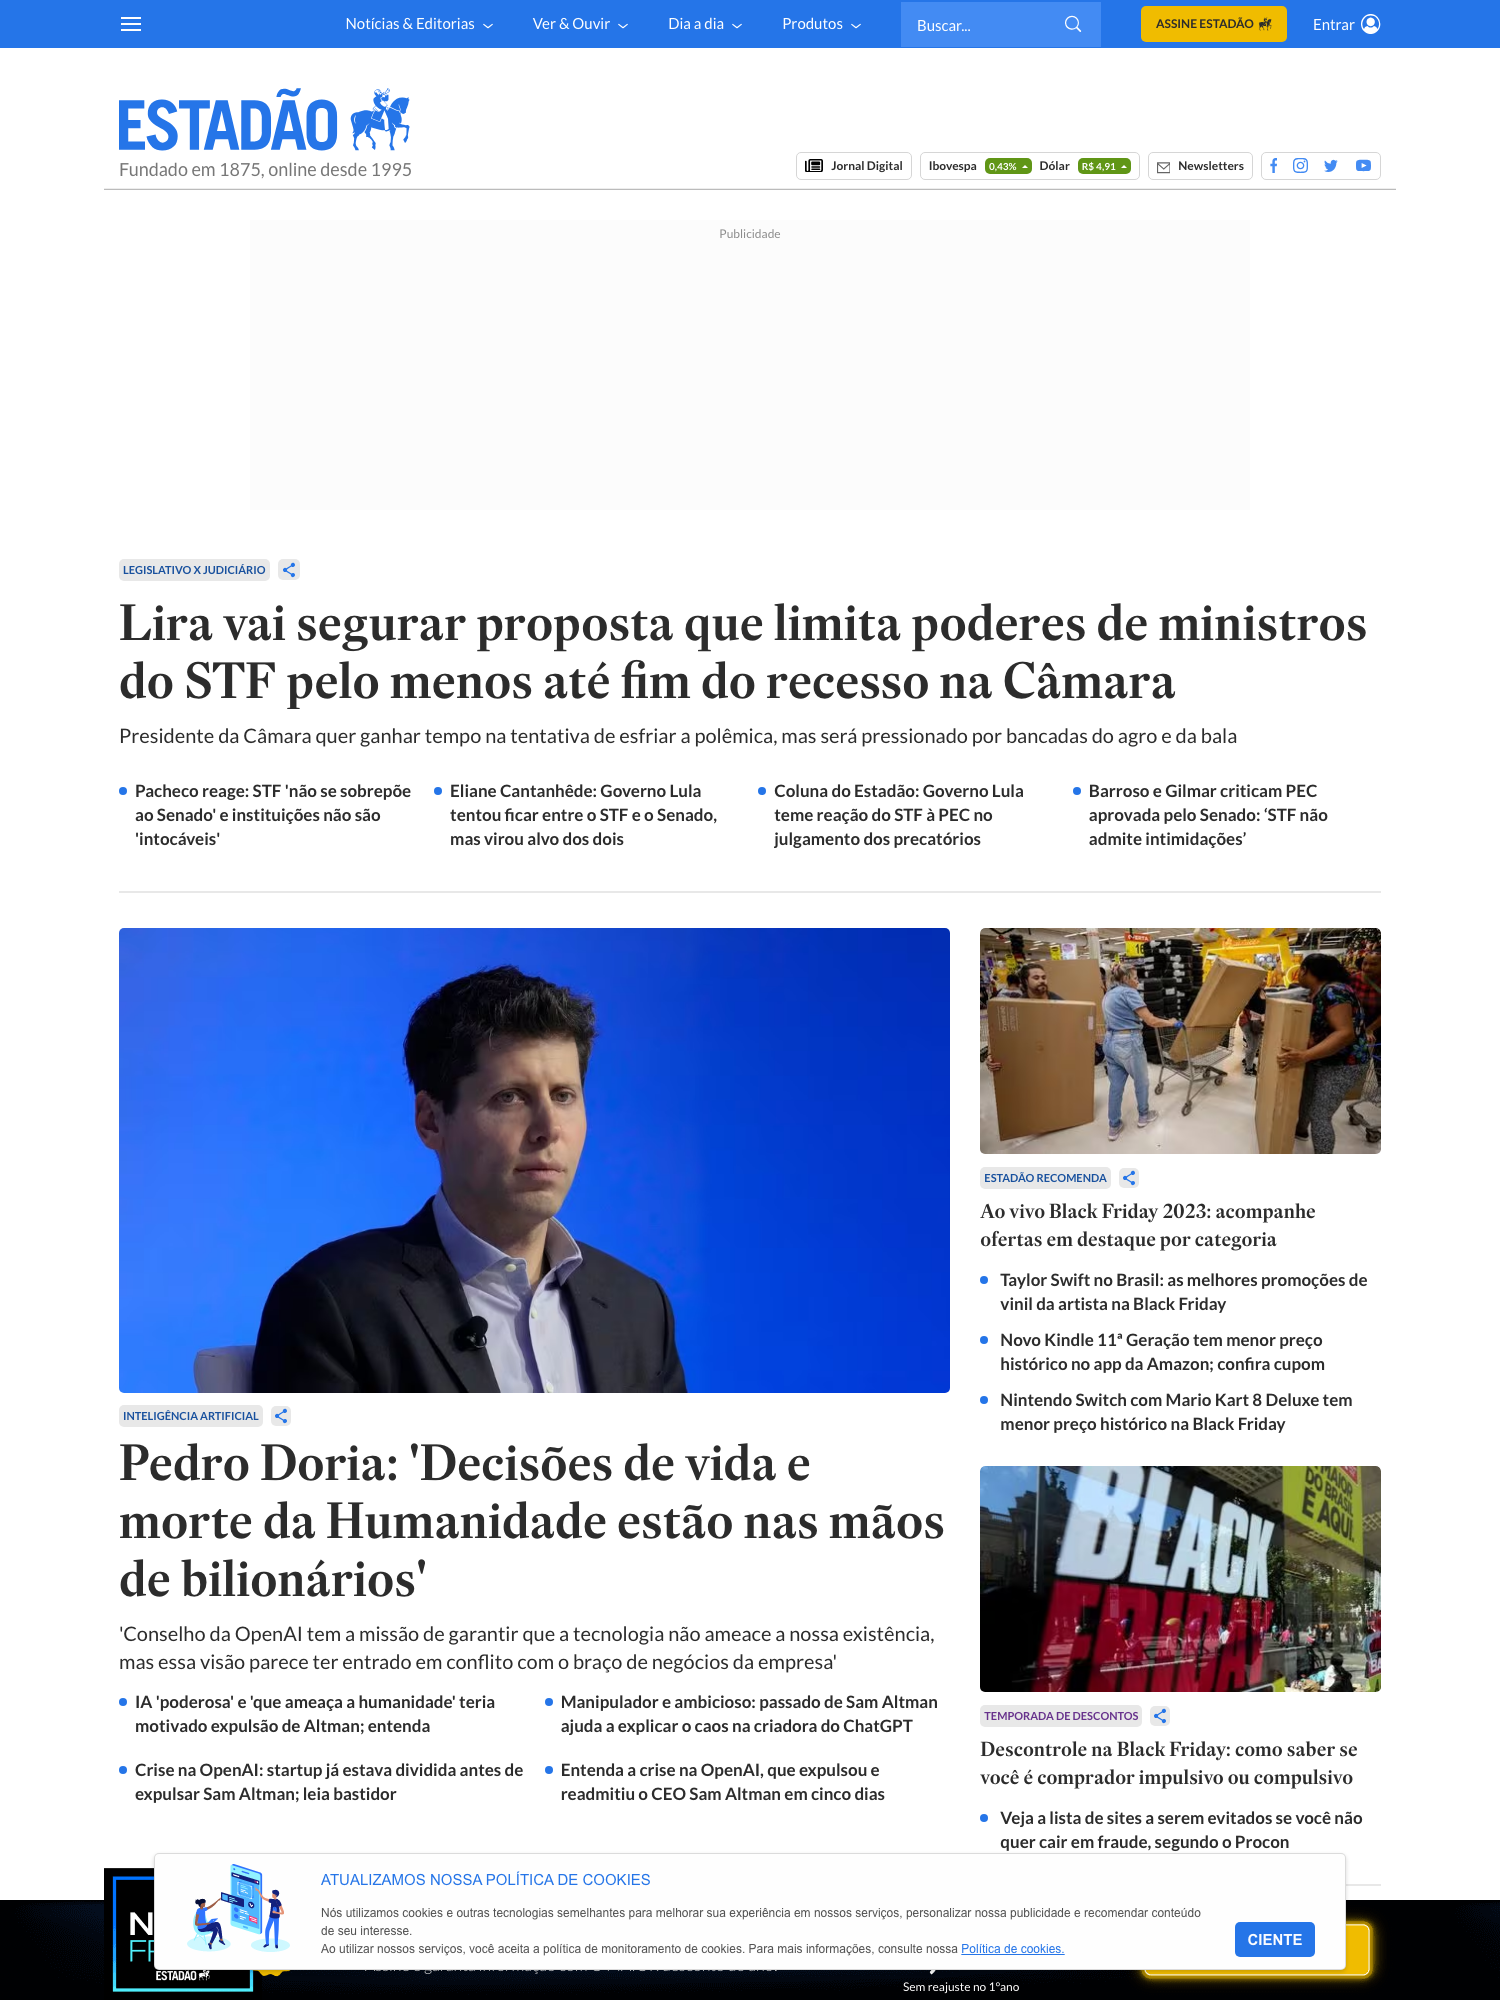 Notícias & Editorias
Ver & Ouvir
Dia a dia
Produtos
Buscar...
ASSINE ESTADÃO
Entrar
ESTADÃO
Fundado em 1875, online desde 1995
Jornal Digital
Ibovespa 0,43% Dólar R$ 4,91
Newsletters
Publicidade
LEGISLATIVO X JUDICIÁRIO
Lira vai segurar proposta que limita poderes de ministros
do STF pelo menos até fim do recesso na Câmara
Presidente da Câmara quer ganhar tempo na tentativa de esfriar a polêmica, mas será pressionado por bancadas do agro e da bala
Pacheco reage: STF 'não se sobrepõe
ao Senado' e instituições não são
'intocáveis'
Eliane Cantanhêde: Governo Lula
tentou ficar entre o STF e o Senado,
mas virou alvo dos dois
Coluna do Estadão: Governo Lula
teme reação do STF à PEC no
julgamento dos precatórios
Barroso e Gilmar criticam PEC
aprovada pelo Senado: ‘STF não
admite intimidações’
INTELIGÊNCIA ARTIFICIAL
Pedro Doria: 'Decisões de vida e
morte da Humanidade estão nas mãos
de bilionários'
'Conselho da OpenAI tem a missão de garantir que a tecnologia não ameace a nossa existência,
mas essa visão parece ter entrado em conflito com o braço de negócios da empresa'
IA 'poderosa' e 'que ameaça a humanidade' teria
motivado expulsão de Altman; entenda
Manipulador e ambicioso: passado de Sam Altman
ajuda a explicar o caos na criadora do ChatGPT
Crise na OpenAI: startup já estava dividida antes de
expulsar Sam Altman; leia bastidor
Entenda a crise na OpenAI, que expulsou e
readmitiu o CEO Sam Altman em cinco dias
ESTADÃO RECOMENDA
Ao vivo Black Friday 2023: acompanhe
ofertas em destaque por categoria
Taylor Swift no Brasil: as melhores promoções de
vinil da artista na Black Friday
Novo Kindle 11ª Geração tem menor preço
histórico no app da Amazon; confira cupom
Nintendo Switch com Mario Kart 8 Deluxe tem
menor preço histórico na Black Friday
BLACK
FRIDAY
MAIOR
DO BRASIL
É AQUI.
TEMPORADA DE DESCONTOS
Descontrole na Black Friday: como saber se
você é comprador impulsivo ou compulsivo
Veja a lista de sites a serem evitados se você não
quer cair em fraude, segundo o Procon
ATUALIZAMOS NOSSA POLÍTICA DE COOKIES
Nós utilizamos cookies e outras tecnologias semelhantes para melhorar sua experiência em nossos serviços, personalizar nossa publicidade e recomendar conteúdo
de seu interesse.
Ao utilizar nossos serviços, você aceita a política de monitoramento de cookies. Para mais informações, consulte nossa Política de cookies.
CIENTE
ESTADÃO
Sem reajuste no 1°ano